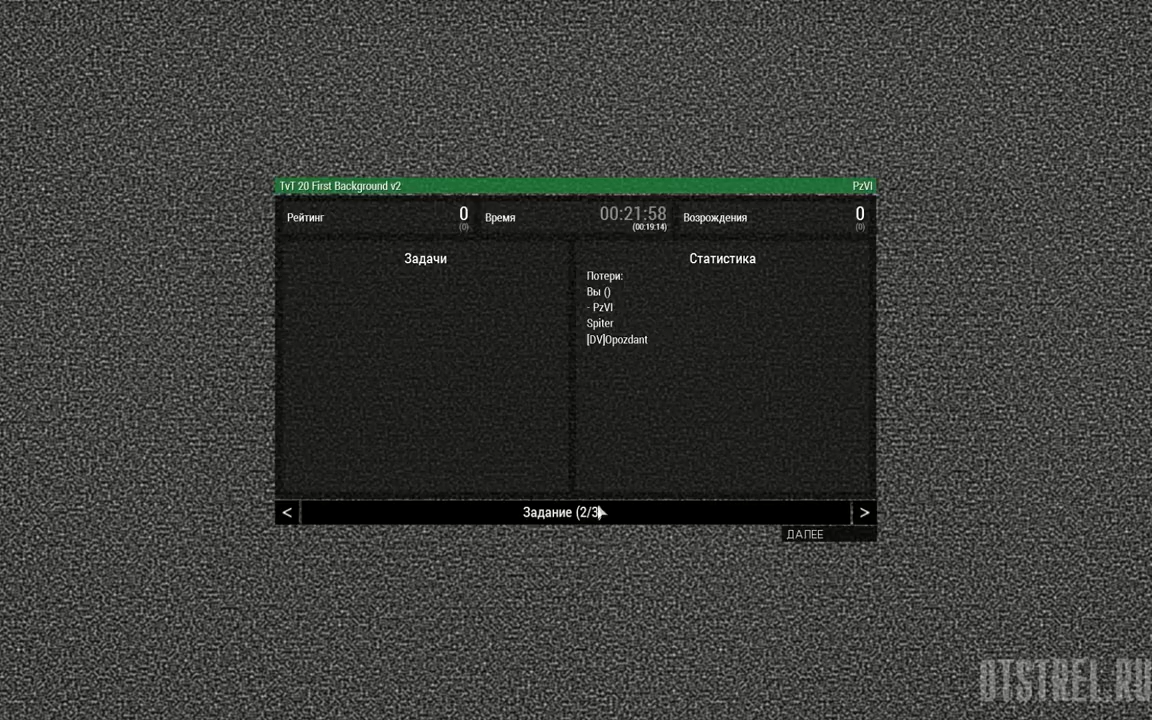 TvT 20 First Background v2 PzVI
Рейтинг 0 (0) Время 00:21:58 (00:19:14) Возрождения 0 (0)
Задачи
Статистика
Потери:
Вы ()
- PzVI
Spiter
[DV]Opozdant
< Задание (2/3 >
ДАЛЕЕ
OTSTREL.RU